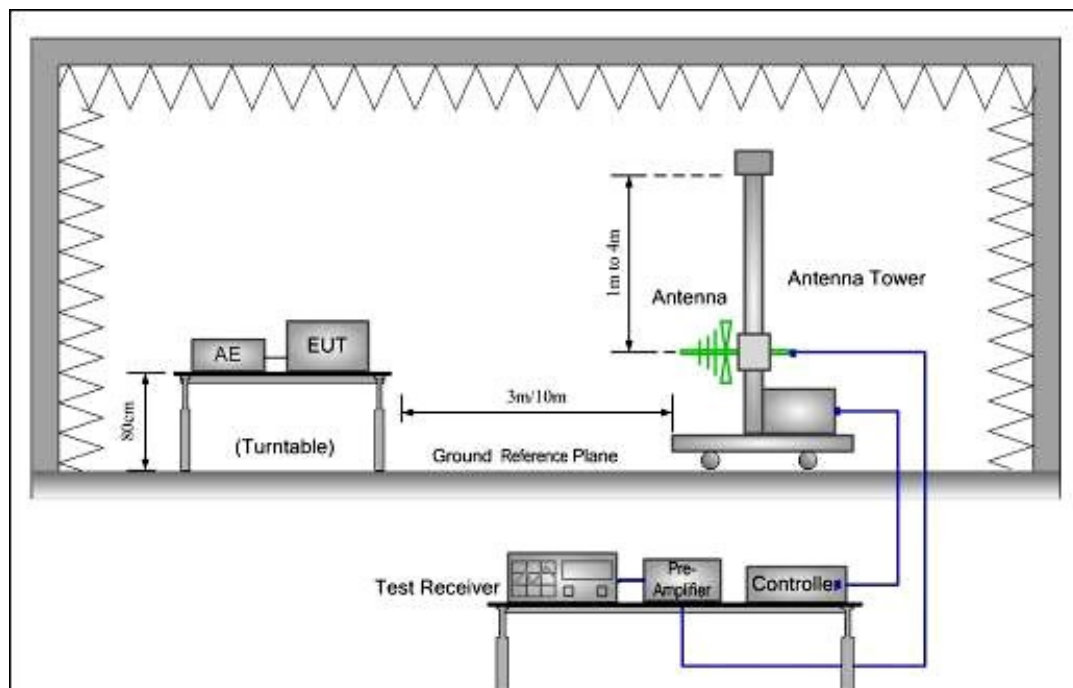 1m to 4m
Antenna Tower
Antenna
AE
EUT
80cm
3m/10m
(Turntable)
Ground Reference Plane
Test Receiver
Pre-
Amplifier
Controller